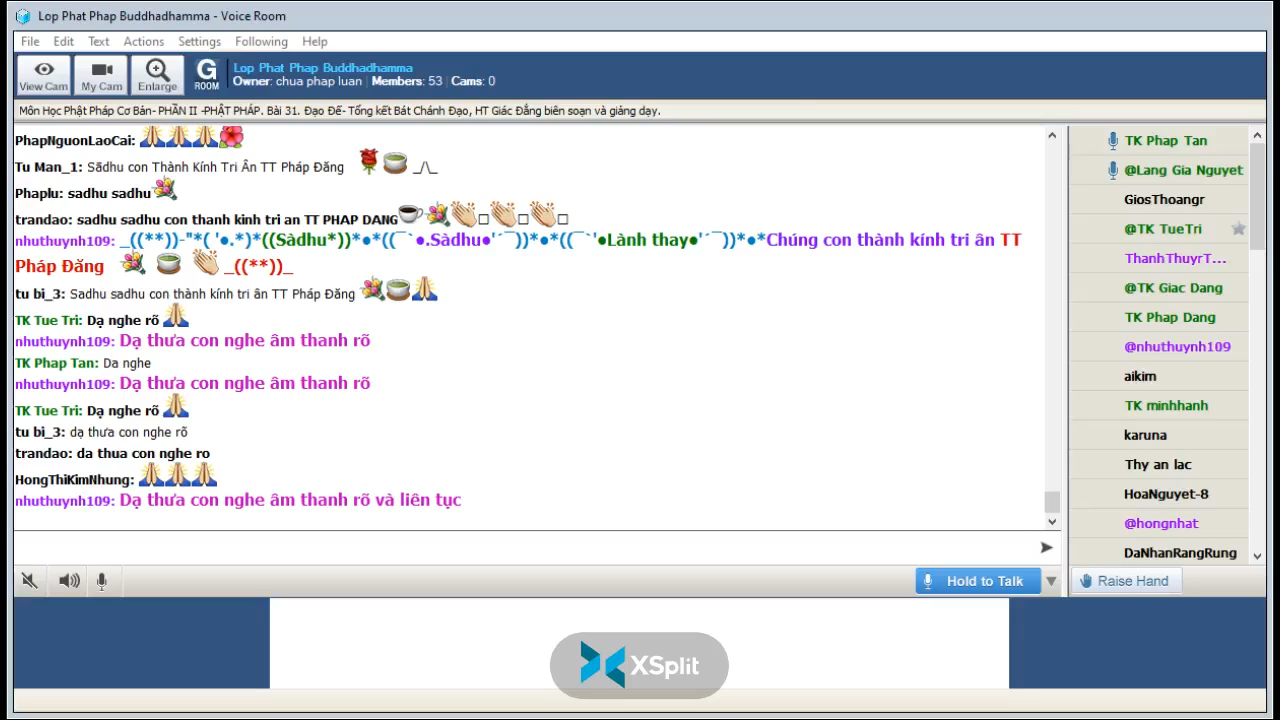 Lop Phat Phap Buddhadhamma - Voice Room
File Edit Text Actions Settings Following Help
View Cam My Cam Enlarge G ROOM
Lop Phat Phap Buddhadhamma
Owner: chua phap luan | Members: 53 | Cams: 0
Môn Học Phật Pháp Cơ Bản- PHẦN II -PHẬT PHÁP. Bài 31. Đạo Đế- Tổng kết Bát Chánh Đạo, HT Giác Đẳng biên soạn và giảng dạy.
PhapNguonLaoCai: 🙏🙏🙏🌺
Tu Man_1: Sādhu con Thành Kính Tri Ân TT Pháp Đăng 🌹🍵 _/\_
Phaplu: sadhu sadhu💐
trandao: sadhu sadhu con thanh kinh tri an TT PHAP DANG☕💐👏□👏□👏□
nhuthuynh109: _((**))-"*( '●.*)*((Sàdhu*))*●*((¯`●.Sàdhu●'´¯))*●*((¯`'●Lành thay●'´¯))*●*Chúng con thành kính tri ân TT
Pháp Đăng 💐 🍵 👏 _((**))_
tu bi_3: Sadhu sadhu con thành kính tri ân TT Pháp Đăng 💐🍵🙏
TK Tue Tri: Dạ nghe rõ 🙏
nhuthuynh109: Dạ thưa con nghe âm thanh rõ
TK Phap Tan: Da nghe
nhuthuynh109: Dạ thưa con nghe âm thanh rõ
TK Tue Tri: Dạ nghe rõ 🙏
tu bi_3: dạ thưa con nghe rõ
trandao: da thua con nghe ro
HongThiKimNhung: 🙏🙏🙏
nhuthuynh109: Dạ thưa con nghe âm thanh rõ và liên tục
TK Phap Tan
@Lang Gia Nguyet
GiosThoangr
@TK TueTri
ThanhThuyrT...
@TK Giac Dang
TK Phap Dang
@nhuthuynh109
aikim
TK minhhanh
karuna
Thy an lac
HoaNguyet-8
@hongnhat
DaNhanRangRung
Hold to Talk
Raise Hand
XSplit